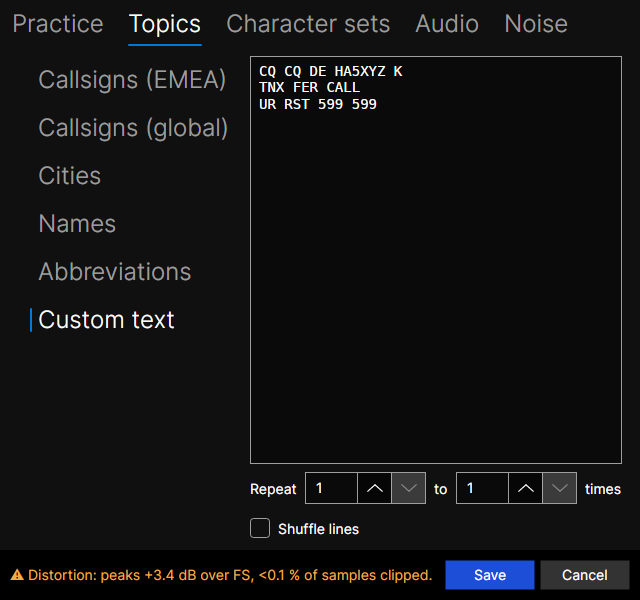 Practice Topics Character sets Audio Noise
Callsigns (EMEA)
Callsigns (global)
Cities
Names
Abbreviations
Custom text
CQ CQ DE HA5XYZ K
TNX FER CALL
UR RST 599 599
Repeat 1 to 1 times
Shuffle lines
Distortion: peaks +3.4 dB over FS, <0.1 % of samples clipped. Save Cancel